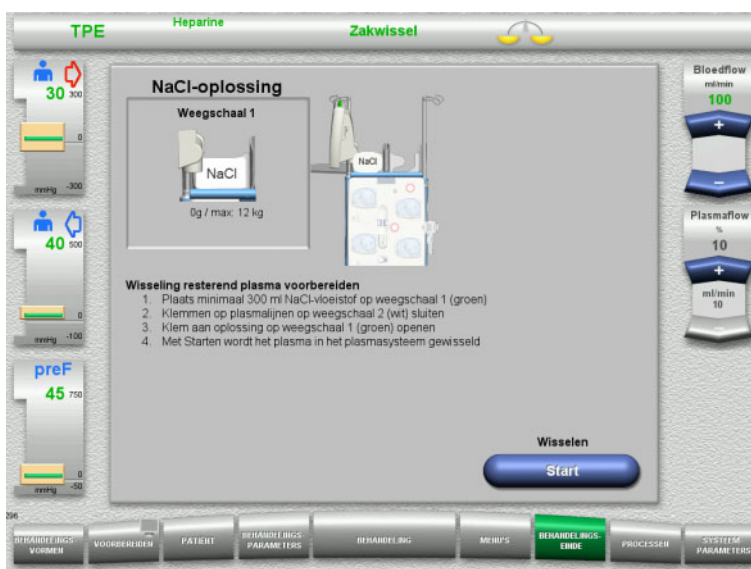 TPE
Heparine
Zakwissel
30
300
0
-300
mmHg
40
500
0
-100
mmHg
preF
45
750
0
-50
mmHg
NaCl-oplossing
Weegschaal 1
NaCl
0g / max: 12 kg
NaCl
Wisseling resterend plasma voorbereiden
1. Plaats minimaal 300 ml NaCl-vloeistof op weegschaal 1 (groen)
2. Klemmen op plasmalijnen op weegschaal 2 (wit) sluiten
3. Klem aan oplossing op weegschaal 1 (groen) openen
4. Met Starten wordt het plasma in het plasmasysteem gewisseld
Wisselen
Start
Bloedflow
ml/min
100
+
–
Plasmaflow
%
10
+
ml/min
10
–
296
BEHANDELINGS-
VORMEN
VOORBEREIDEN
PATIENT
BEHANDELINGS-
PARAMETERS
BEHANDELING
MENU'S
BEHANDELINGS-
EINDE
PROCESSEN
SYSTEEM
PARAMETERS